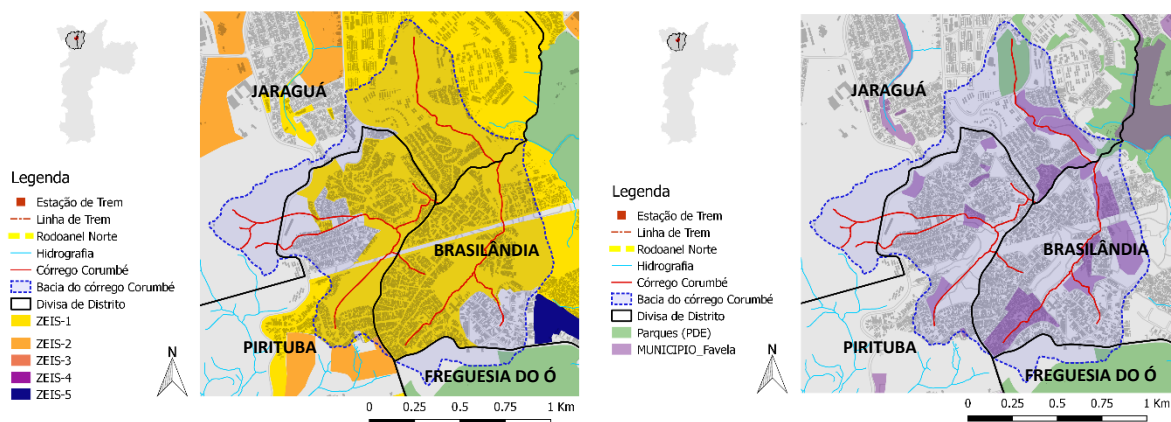 JARAGUÁ
BRASILÂNDIA
PIRITUBA
FREGUESIA DO Ó
Legenda
Estação de Trem
Linha de Trem
Rodoanel Norte
Hidrografia
Córrego Corumbé
Bacia do córrego Corumbé
Divisa de Distrito
ZEIS-1
ZEIS-2
ZEIS-3
ZEIS-4
ZEIS-5
N
0 0.25 0.5 0.75 1 Km
JARAGUÁ
BRASILÂNDIA
PIRITUBA
FREGUESIA DO Ó
Legenda
Estação de Trem
Linha de Trem
Rodoanel Norte
Hidrografia
Córrego Corumbé
Bacia do córrego Corumbé
Divisa de Distrito
Parques (PDE)
MUNICIPIO_Favela
N
0 0.25 0.5 0.75 1 Km